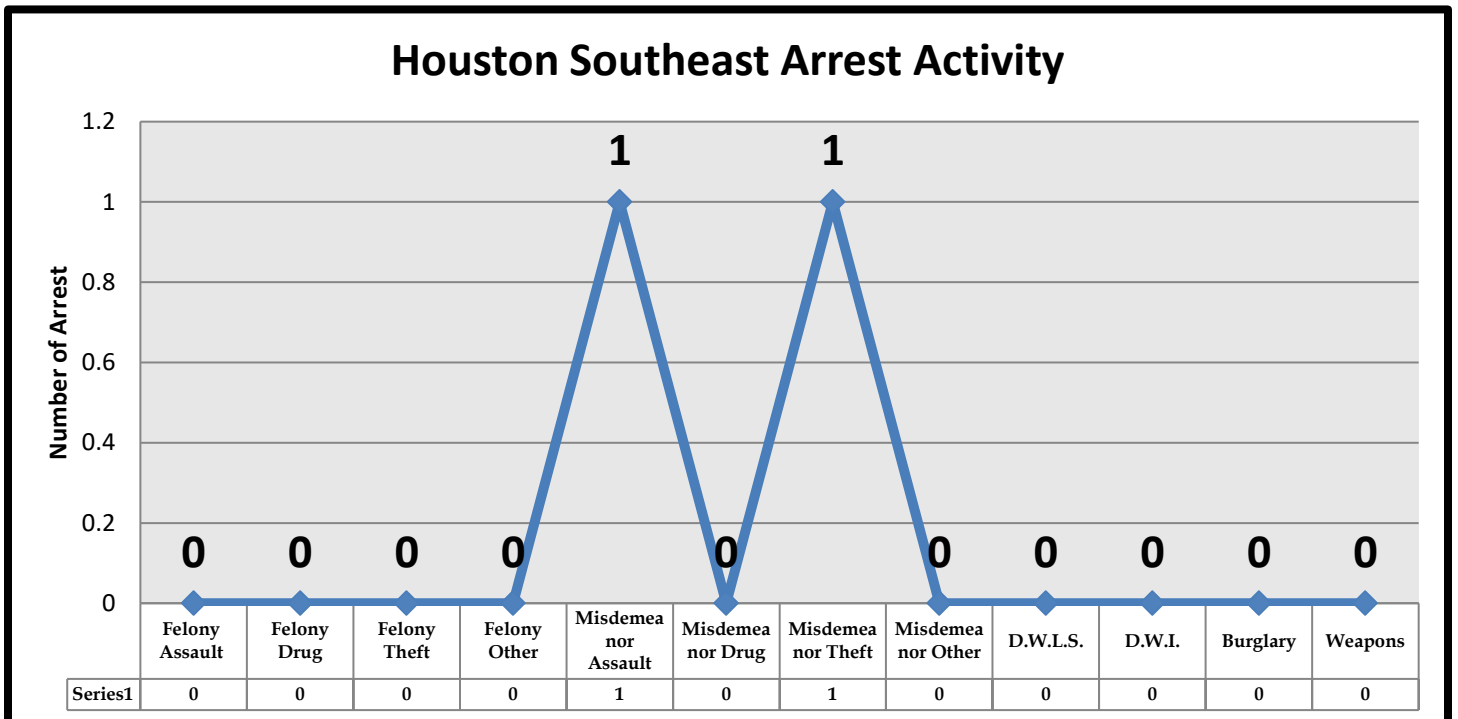 Houston Southeast Arrest Activity
1.2
1
0.8
0.6
0.4
0.2
0
Number of Arrest
1 1
0 0 0 0 0 0 0 0 0 0
Felony Assault
Felony Drug
Felony Theft
Felony Other
Misdemea
nor
Assault
Misdemea
nor Drug
Misdemea
nor Theft
Misdemea
nor Other
D.W.L.S.
D.W.I.
Burglary
Weapons
Series1 0 0 0 0 1 0 1 0 0 0 0 0